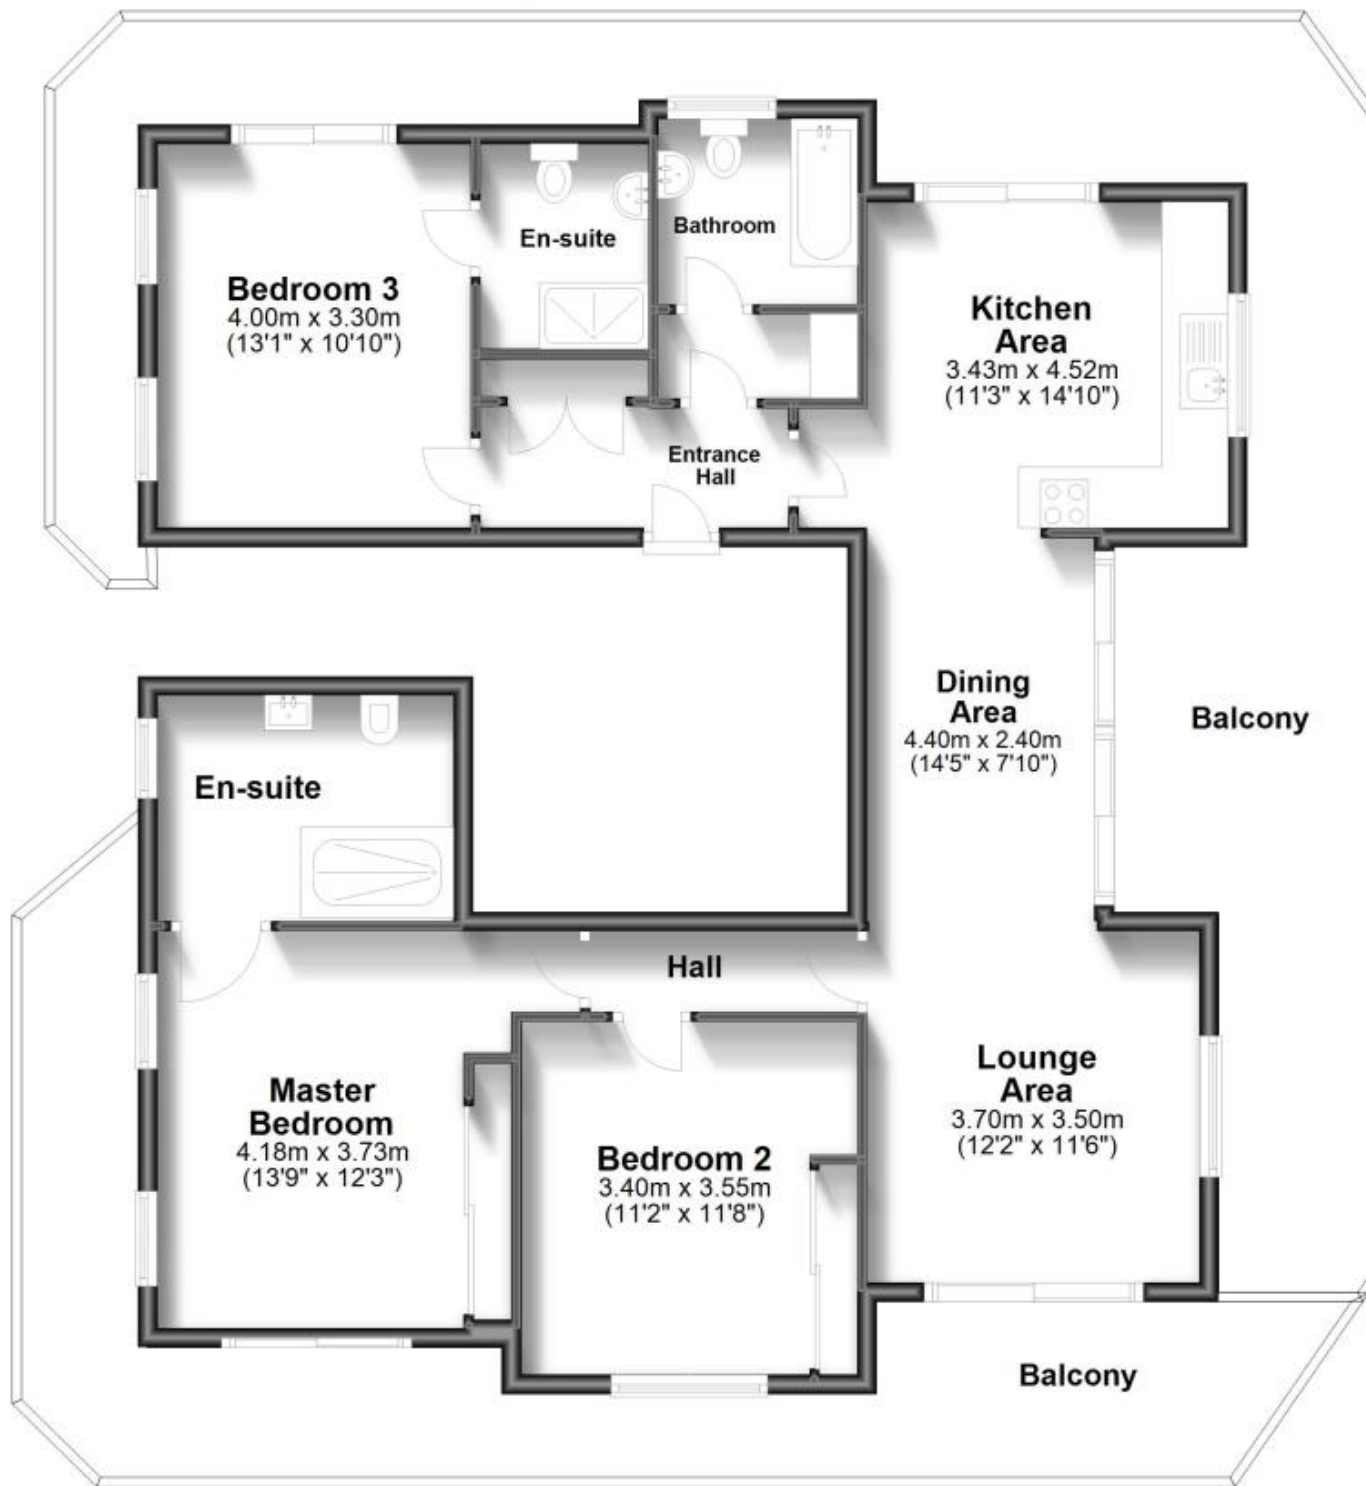 En-suite
Bathroom
Bedroom 3
4.00m x 3.30m
(13'1" x 10'10")
Kitchen
Area
3.43m x 4.52m
(11'3" x 14'10")
Entrance
Hall
Dining
Area
4.40m x 2.40m
(14'5" x 7'10")
Balcony
En-suite
Hall
Master
Bedroom
4.18m x 3.73m
(13'9" x 12'3")
Bedroom 2
3.40m x 3.55m
(11'2" x 11'8")
Lounge
Area
3.70m x 3.50m
(12'2" x 11'6")
Balcony